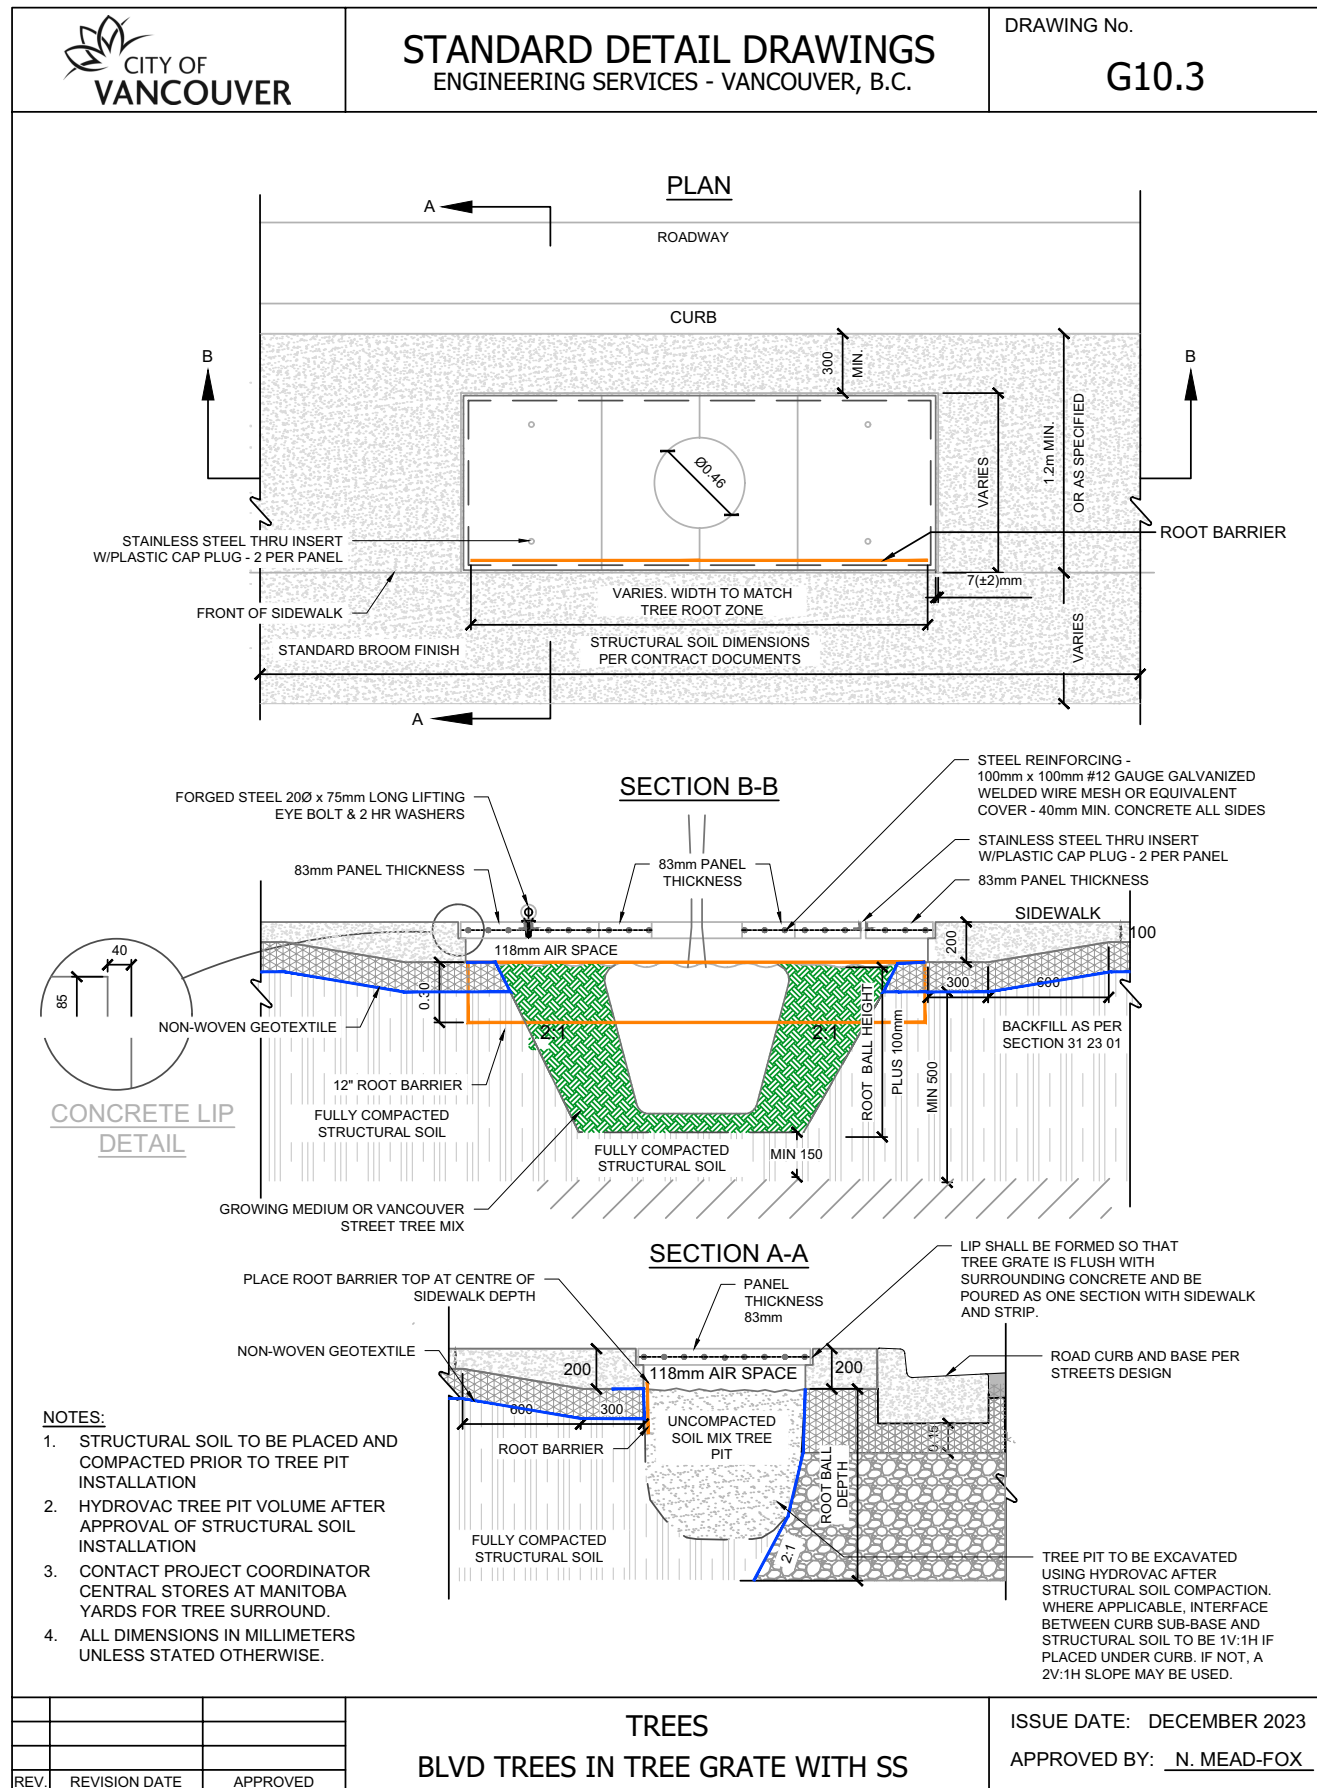 CITY OF
VANCOUVER
STANDARD DETAIL DRAWINGS
ENGINEERING SERVICES - VANCOUVER, B.C.
DRAWING No.
G10.3
PLAN
A
ROADWAY
CURB
B
B
300
MIN.
Ø0.46
VARIES
1.2m MIN.
OR AS SPECIFIED
STAINLESS STEEL THRU INSERT
W/PLASTIC CAP PLUG - 2 PER PANEL
ROOT BARRIER
7(±2)mm
FRONT OF SIDEWALK
VARIES. WIDTH TO MATCH
TREE ROOT ZONE
VARIES
STANDARD BROOM FINISH
STRUCTURAL SOIL DIMENSIONS
PER CONTRACT DOCUMENTS
A
SECTION B-B
STEEL REINFORCING -
100mm x 100mm #12 GAUGE GALVANIZED
WELDED WIRE MESH OR EQUIVALENT
COVER - 40mm MIN. CONCRETE ALL SIDES
FORGED STEEL 20Ø x 75mm LONG LIFTING
EYE BOLT & 2 HR WASHERS
STAINLESS STEEL THRU INSERT
W/PLASTIC CAP PLUG - 2 PER PANEL
83mm PANEL THICKNESS
83mm PANEL
THICKNESS
83mm PANEL THICKNESS
SIDEWALK
100
200
118mm AIR SPACE
40
85
0.30
300
600
NON-WOVEN GEOTEXTILE
2:1
2:1
ROOT BALL HEIGHT
PLUS 100mm
MIN 500
BACKFILL AS PER
SECTION 31 23 01
12" ROOT BARRIER
CONCRETE LIP
DETAIL
FULLY COMPACTED
STRUCTURAL SOIL
FULLY COMPACTED
STRUCTURAL SOIL
MIN 150
GROWING MEDIUM OR VANCOUVER
STREET TREE MIX
SECTION A-A
LIP SHALL BE FORMED SO THAT
TREE GRATE IS FLUSH WITH
SURROUNDING CONCRETE AND BE
POURED AS ONE SECTION WITH SIDEWALK
AND STRIP.
PLACE ROOT BARRIER TOP AT CENTRE OF
SIDEWALK DEPTH
PANEL
THICKNESS
83mm
NON-WOVEN GEOTEXTILE
200
118mm AIR SPACE
200
ROAD CURB AND BASE PER
STREETS DESIGN
600
300
UNCOMPACTED
SOIL MIX TREE
PIT
ROOT BARRIER
0.15
ROOT BALL
DEPTH
FULLY COMPACTED
STRUCTURAL SOIL
2:1
TREE PIT TO BE EXCAVATED
USING HYDROVAC AFTER
STRUCTURAL SOIL COMPACTION.
WHERE APPLICABLE, INTERFACE
BETWEEN CURB SUB-BASE AND
STRUCTURAL SOIL TO BE 1V:1H IF
PLACED UNDER CURB. IF NOT, A
2V:1H SLOPE MAY BE USED.
NOTES:
1. STRUCTURAL SOIL TO BE PLACED AND
COMPACTED PRIOR TO TREE PIT
INSTALLATION
2. HYDROVAC TREE PIT VOLUME AFTER
APPROVAL OF STRUCTURAL SOIL
INSTALLATION
3. CONTACT PROJECT COORDINATOR
CENTRAL STORES AT MANITOBA
YARDS FOR TREE SURROUND.
4. ALL DIMENSIONS IN MILLIMETERS
UNLESS STATED OTHERWISE.
REV. REVISION DATE APPROVED
TREES
BLVD TREES IN TREE GRATE WITH SS
ISSUE DATE: DECEMBER 2023
APPROVED BY: N. MEAD-FOX